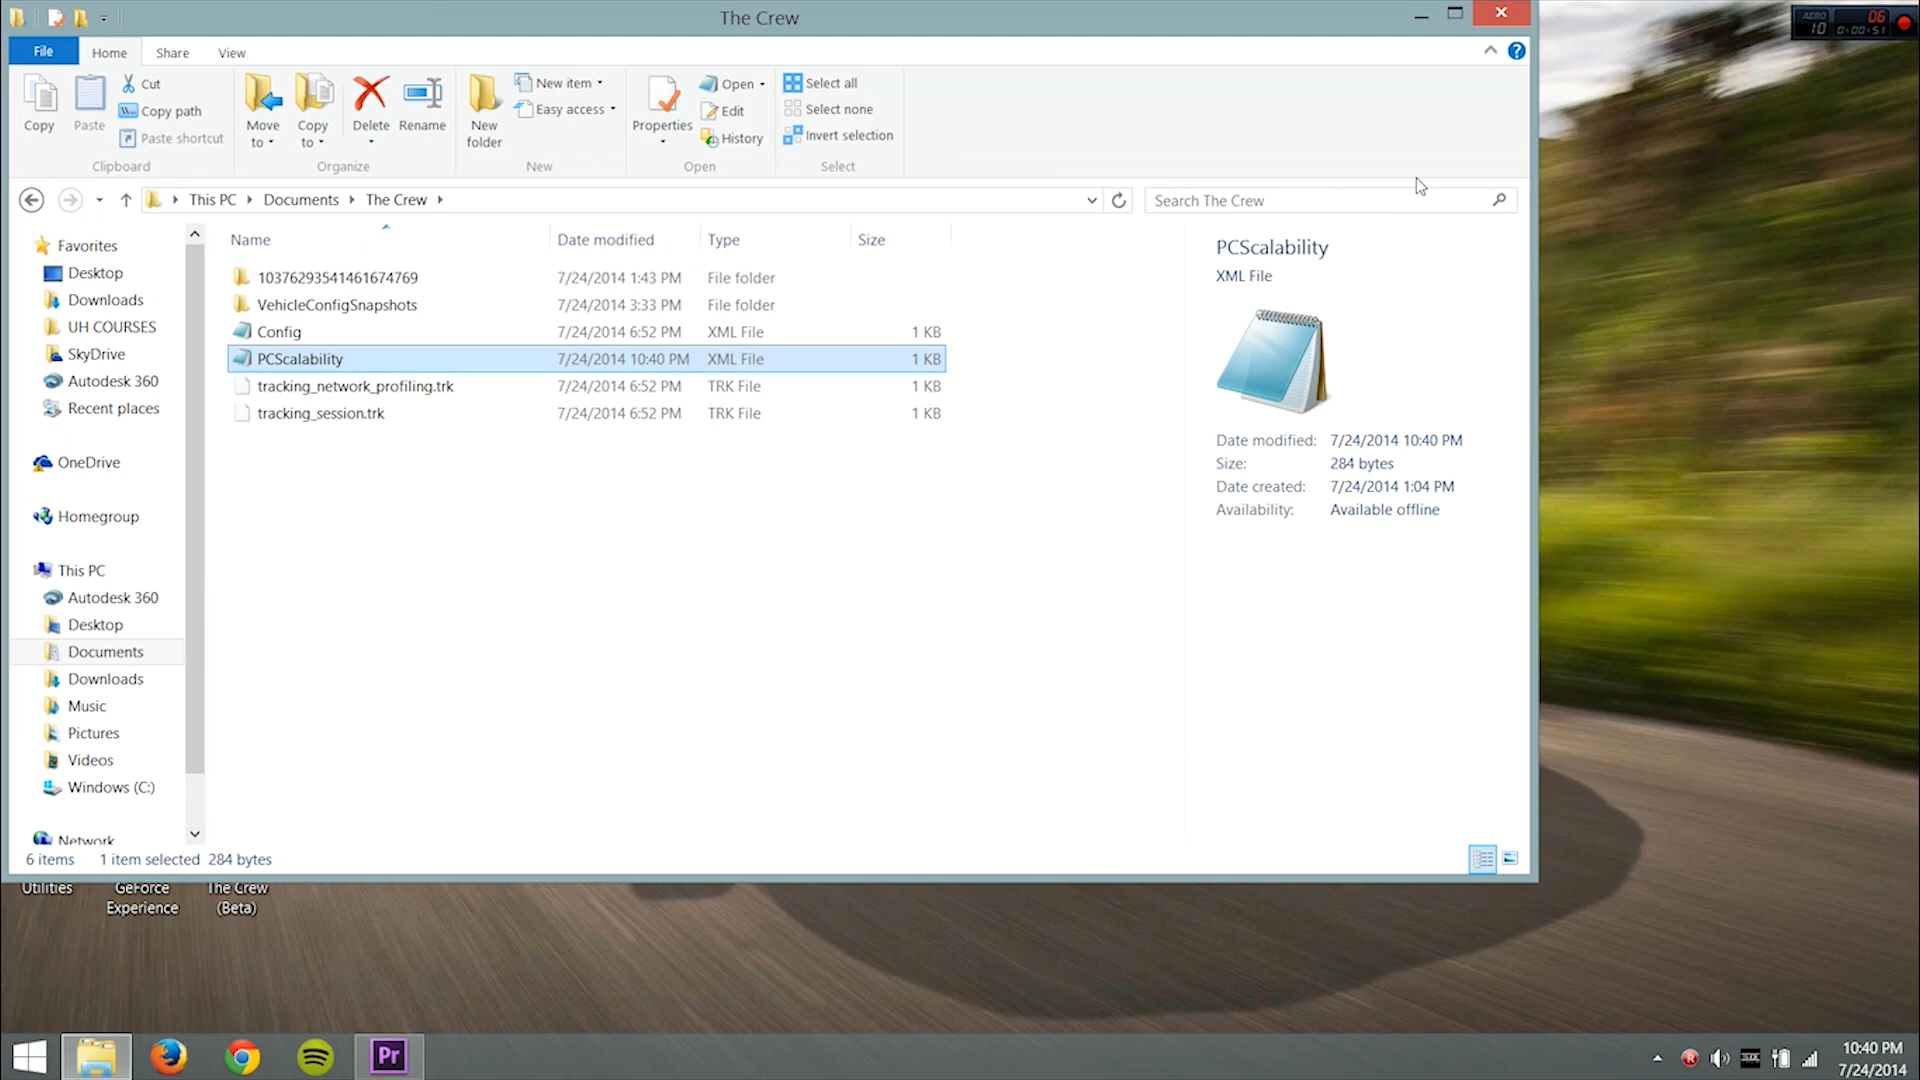 The Crew
AERO 06
10 0:00:51
File Home Share View
Copy
Paste
Cut
Copy path
Paste shortcut
Clipboard
Move to
Copy to
Delete
Rename
Organize
New folder
New item
Easy access
New
Properties
Open
Edit
History
Open
Select all
Select none
Invert selection
Select
This PC Documents The Crew
Search The Crew
Favorites
Desktop
Downloads
UH COURSES
SkyDrive
Autodesk 360
Recent places
OneDrive
Homegroup
This PC
Autodesk 360
Desktop
Documents
Downloads
Music
Pictures
Videos
Windows (C:)
Network
Name Date modified Type Size
10376293541461674769 7/24/2014 1:43 PM File folder
VehicleConfigSnapshots 7/24/2014 3:33 PM File folder
Config 7/24/2014 6:52 PM XML File 1 KB
PCScalability 7/24/2014 10:40 PM XML File 1 KB
tracking_network_profiling.trk 7/24/2014 6:52 PM TRK File 1 KB
tracking_session.trk 7/24/2014 6:52 PM TRK File 1 KB
PCScalability
XML File
Date modified: 7/24/2014 10:40 PM
Size: 284 bytes
Date created: 7/24/2014 1:04 PM
Availability: Available offline
6 items 1 item selected 284 bytes
Utilities
GeForce Experience
The Crew (Beta)
Pr
10:40 PM
7/24/2014